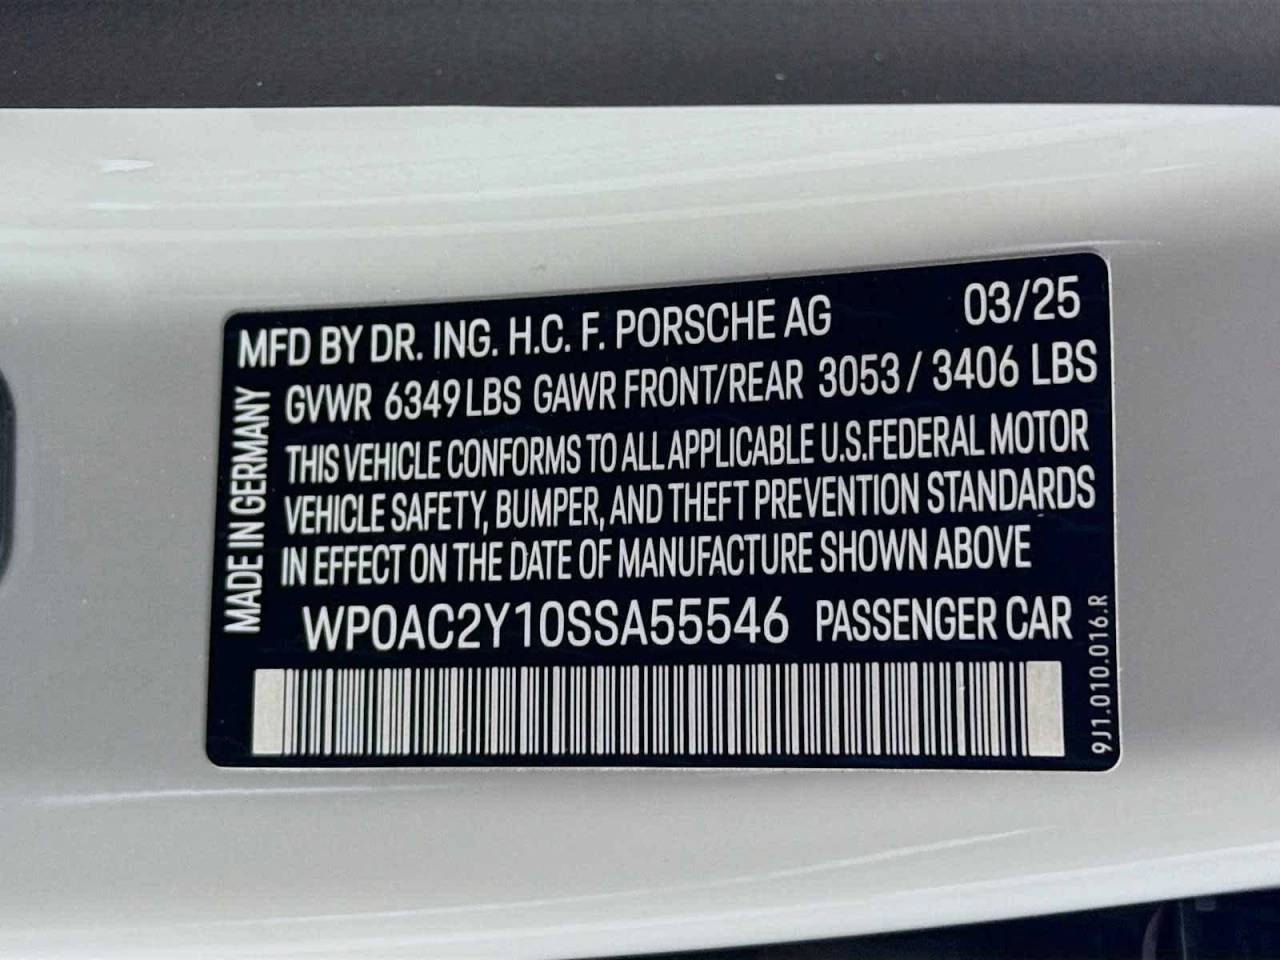 MFD BY DR. ING. H.C. F. PORSCHE AG 03/25
GVWR 6349 LBS GAWR FRONT/REAR 3053 / 3406 LBS
THIS VEHICLE CONFORMS TO ALL APPLICABLE U.S.FEDERAL MOTOR
VEHICLE SAFETY, BUMPER, AND THEFT PREVENTION STANDARDS
IN EFFECT ON THE DATE OF MANUFACTURE SHOWN ABOVE
WP0AC2Y10SSA55546 PASSENGER CAR
MADE IN GERMANY
9J1.010.016.R